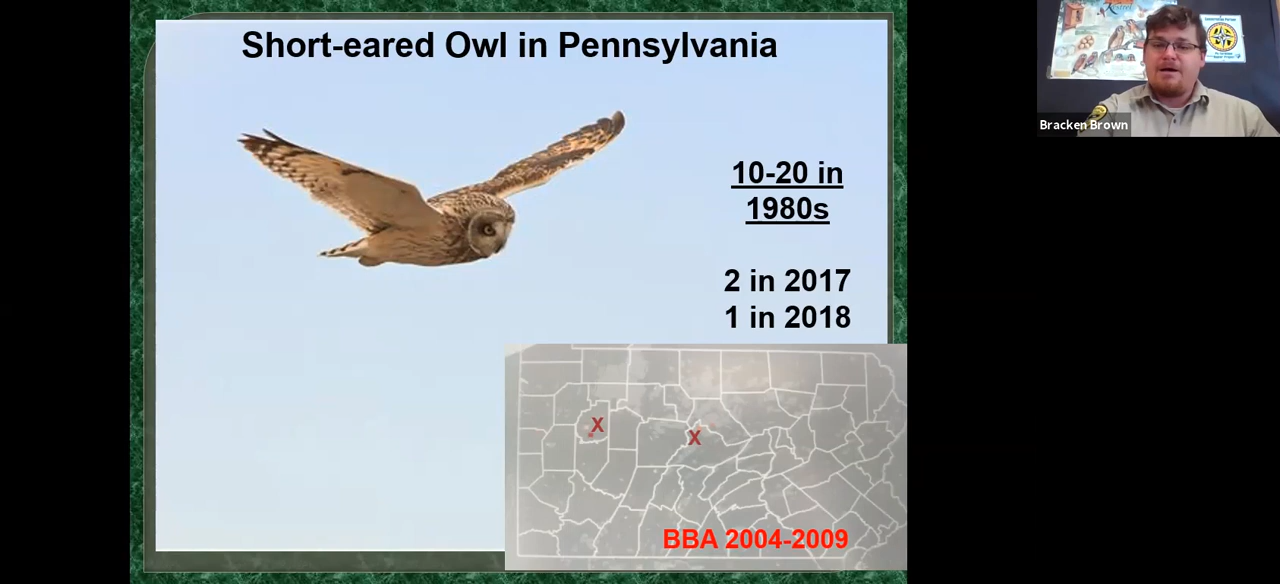 Short-eared Owl in Pennsylvania
10-20 in
1980s
2 in 2017
1 in 2018
X
X
BBA 2004-2009
Kestrel
Bracken Brown